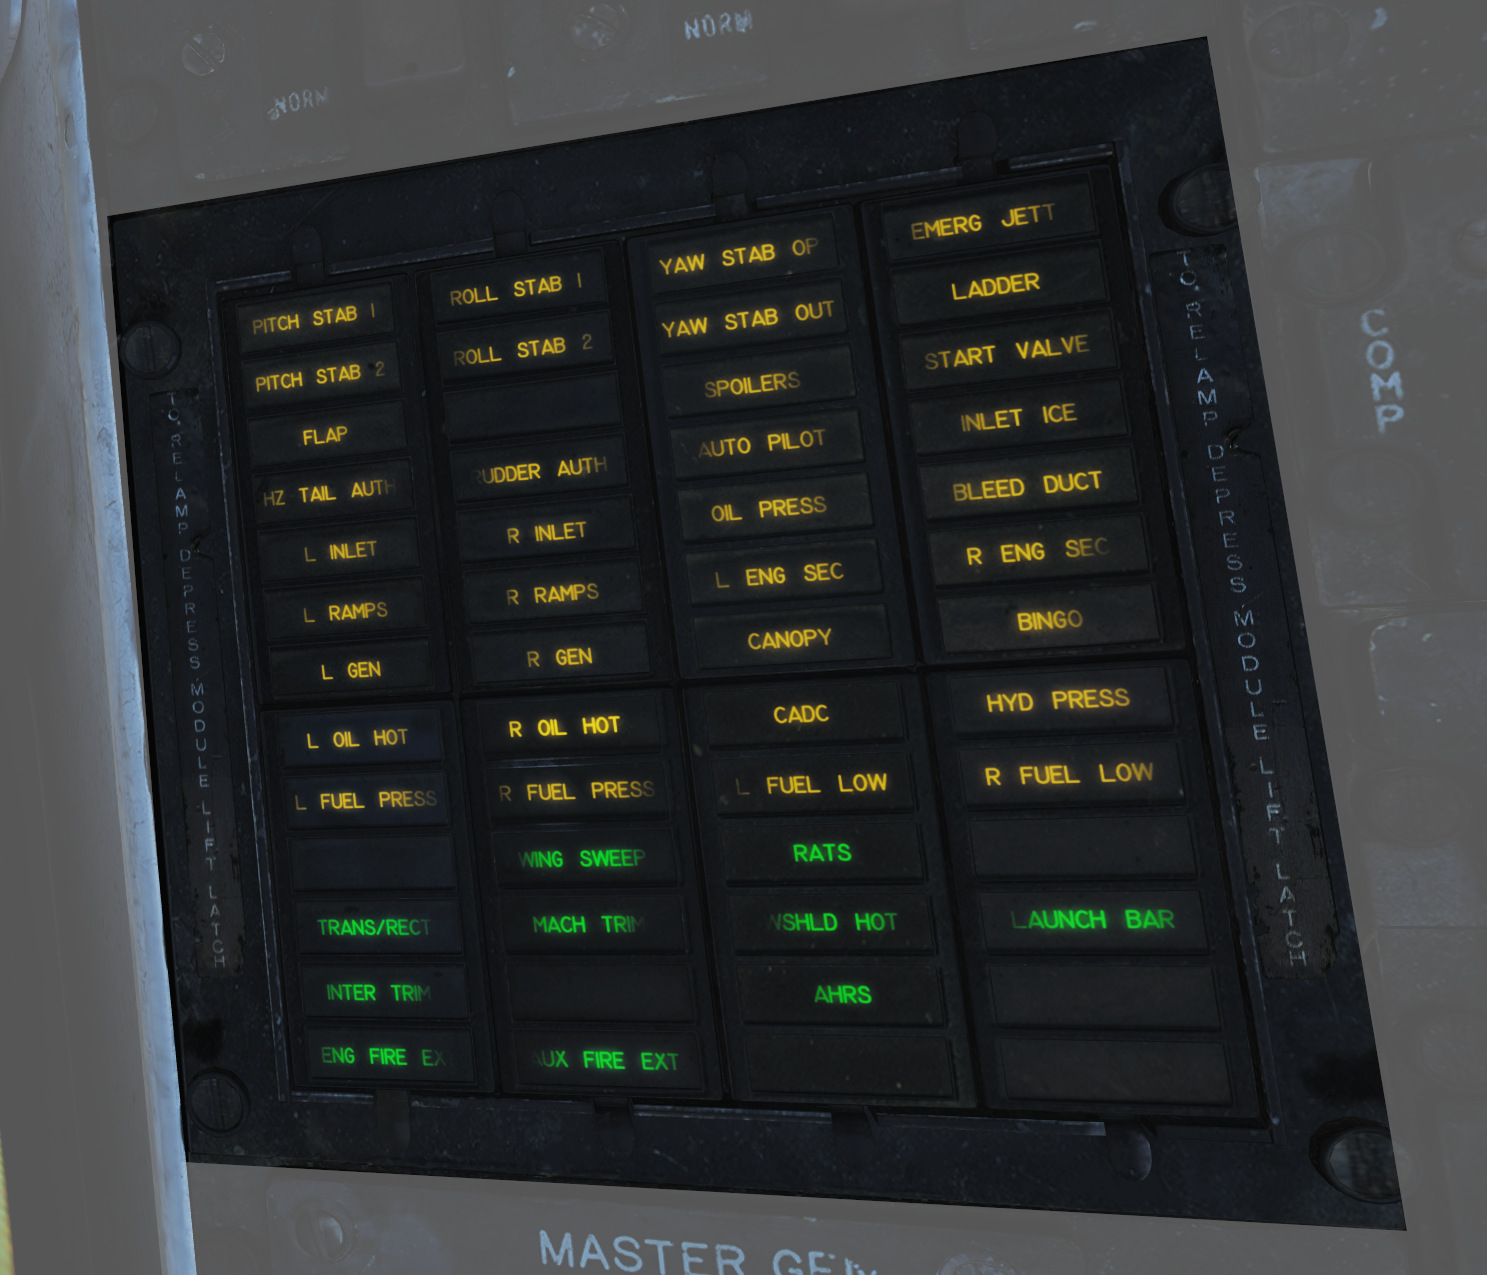 NORM
NORM
PITCH STAB 1
PITCH STAB 2
FLAP
HZ TAIL AUTH
L INLET
L RAMPS
L GEN
L OIL HOT
L FUEL PRESS
TRANS/RECT
INTER TRIM
ENG FIRE EX
ROLL STAB 1
ROLL STAB 2
RUDDER AUTH
R INLET
R RAMPS
R GEN
R OIL HOT
R FUEL PRESS
WING SWEEP
MACH TRIM
AUX FIRE EXT
YAW STAB OP
YAW STAB OUT
SPOILERS
AUTO PILOT
OIL PRESS
L ENG SEC
CANOPY
CADC
L FUEL LOW
RATS
WSHLD HOT
AHRS
EMERG JETT
LADDER
START VALVE
INLET ICE
BLEED DUCT
R ENG SEC
BINGO
HYD PRESS
R FUEL LOW
LAUNCH BAR
TO RELAMP DEPRESS MODULE LIFT LATCH
TO RELAMP DEPRESS MODULE LIFT LATCH
COMP
MASTER GEN